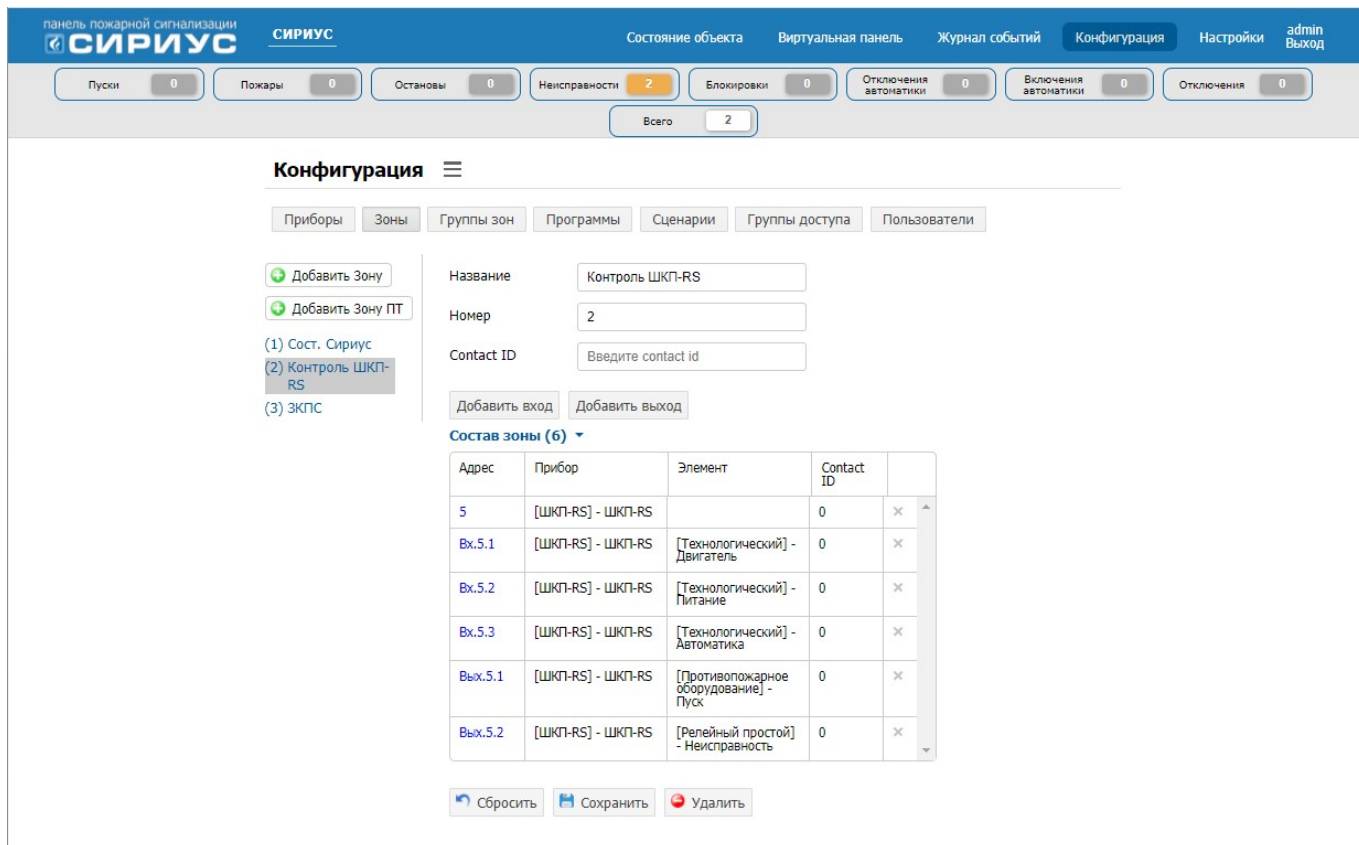 панель пожарной сигнализации
СИРИУС
СИРИУС
Состояние объекта
Виртуальная панель
Журнал событий
Конфигурация
Настройки
admin
Выход
Пуски 0
Пожары 0
Остановы 0
Неисправности 2
Блокировки 0
Отключения автоматики 0
Включения автоматики 0
Отключения 0
Всего 2
Конфигурация
Приборы
Зоны
Группы зон
Программы
Сценарии
Группы доступа
Пользователи
Добавить Зону
Добавить Зону ПТ
(1) Сост. Сириус
(2) Контроль ШКП-
RS
(3) ЗКПС
Название Контроль ШКП-RS
Номер 2
Contact ID Введите contact id
Добавить вход
Добавить выход
Состав зоны (6)
Адрес Прибор Элемент Contact ID
5 [ШКП-RS] - ШКП-RS 0
Вх.5.1 [ШКП-RS] - ШКП-RS [Технологический] - Двигатель 0
Вх.5.2 [ШКП-RS] - ШКП-RS [Технологический] - Питание 0
Вх.5.3 [ШКП-RS] - ШКП-RS [Технологический] - Автоматика 0
Вых.5.1 [ШКП-RS] - ШКП-RS [Противопожарное оборудование] - Пуск 0
Вых.5.2 [ШКП-RS] - ШКП-RS [Релейный простой] - Неисправность 0
Сбросить
Сохранить
Удалить